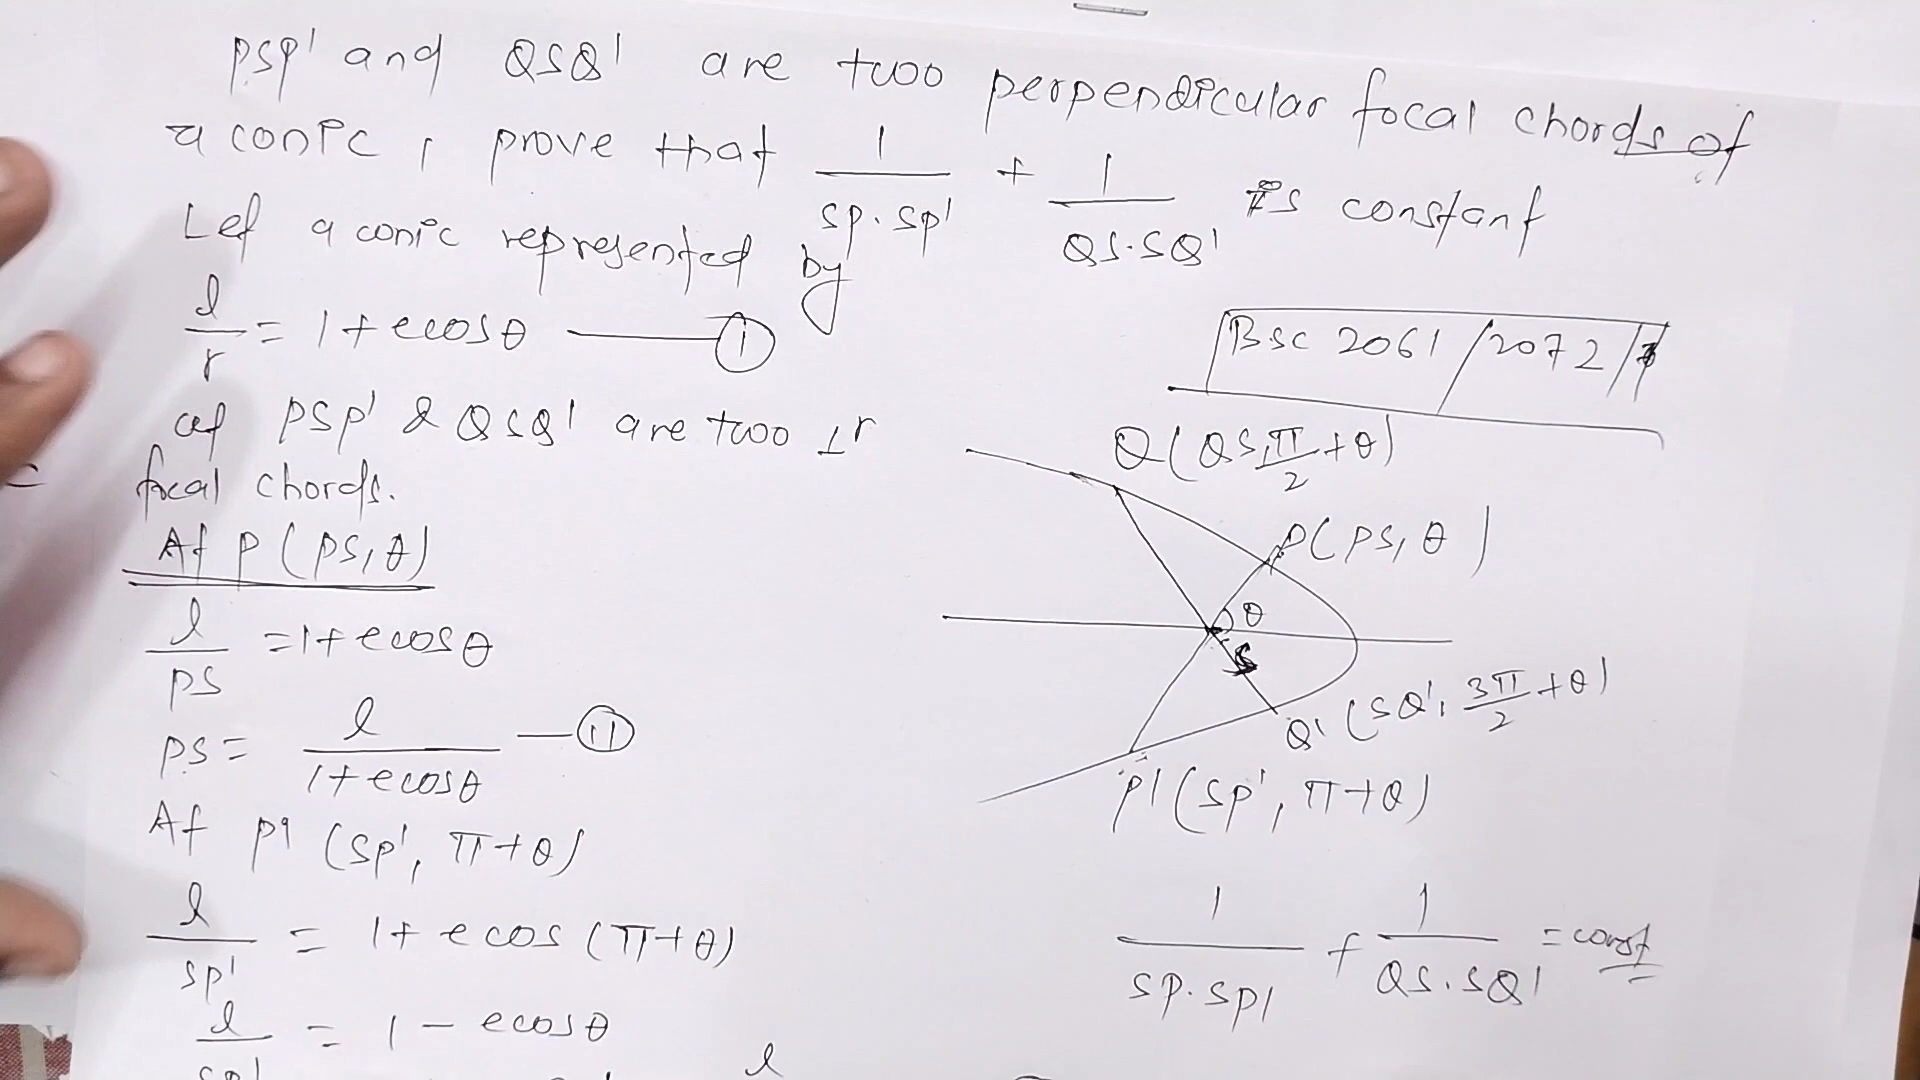 PSP' and QSQ' are two perpendicular focal chords of
a conic, prove that 1/SP.SP' + 1/QS.SQ' is constant
Let a conic represented by
l/r = 1+ecosθ —— (1)
PSP' & QSQ' are two ⊥r
focal chords.
At P(PS,θ)
l/PS = 1+ecosθ
PS = l/1+ecosθ — (11)
At P' (SP', π+θ)
l/SP' = 1+ecos(π+θ)
l/SP' = 1-ecosθ
l
Bsc 2061/2072/
Q(QS, π/2+θ)
P(PS, θ)
θ
S
Q' (SQ', 3π/2+θ)
P'(SP', π+θ)
1/SP.SP' + 1/QS.SQ' = const